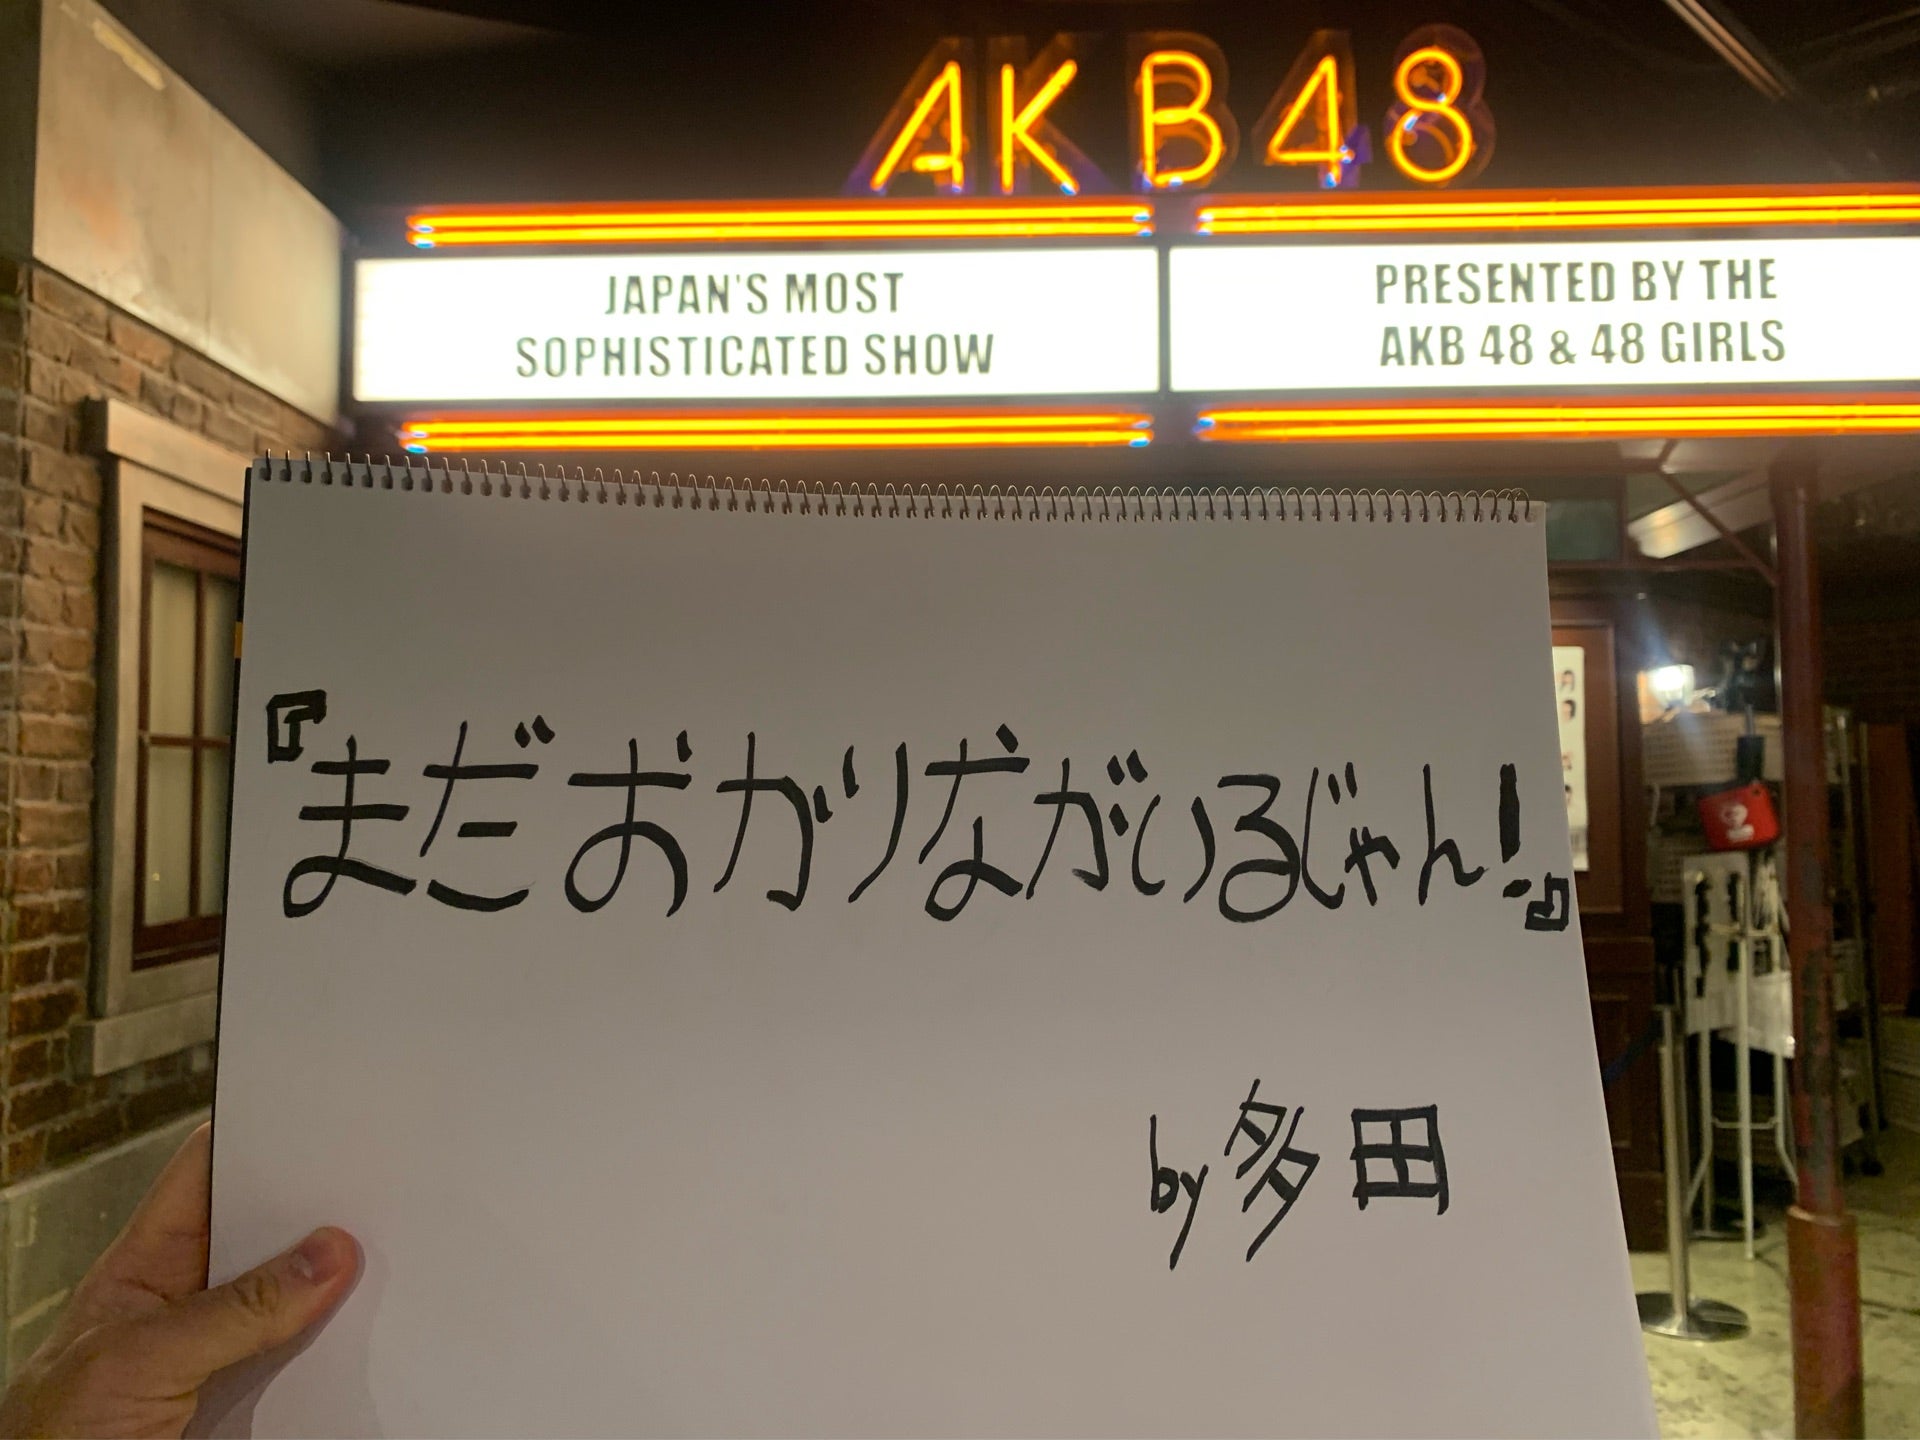 AKB48
JAPAN'S MOST
SOPHISTICATED SHOW
PRESENTED BY THE
AKB 48 & 48 GIRLS
『まだおがりながいるじゃん!』
by 多田